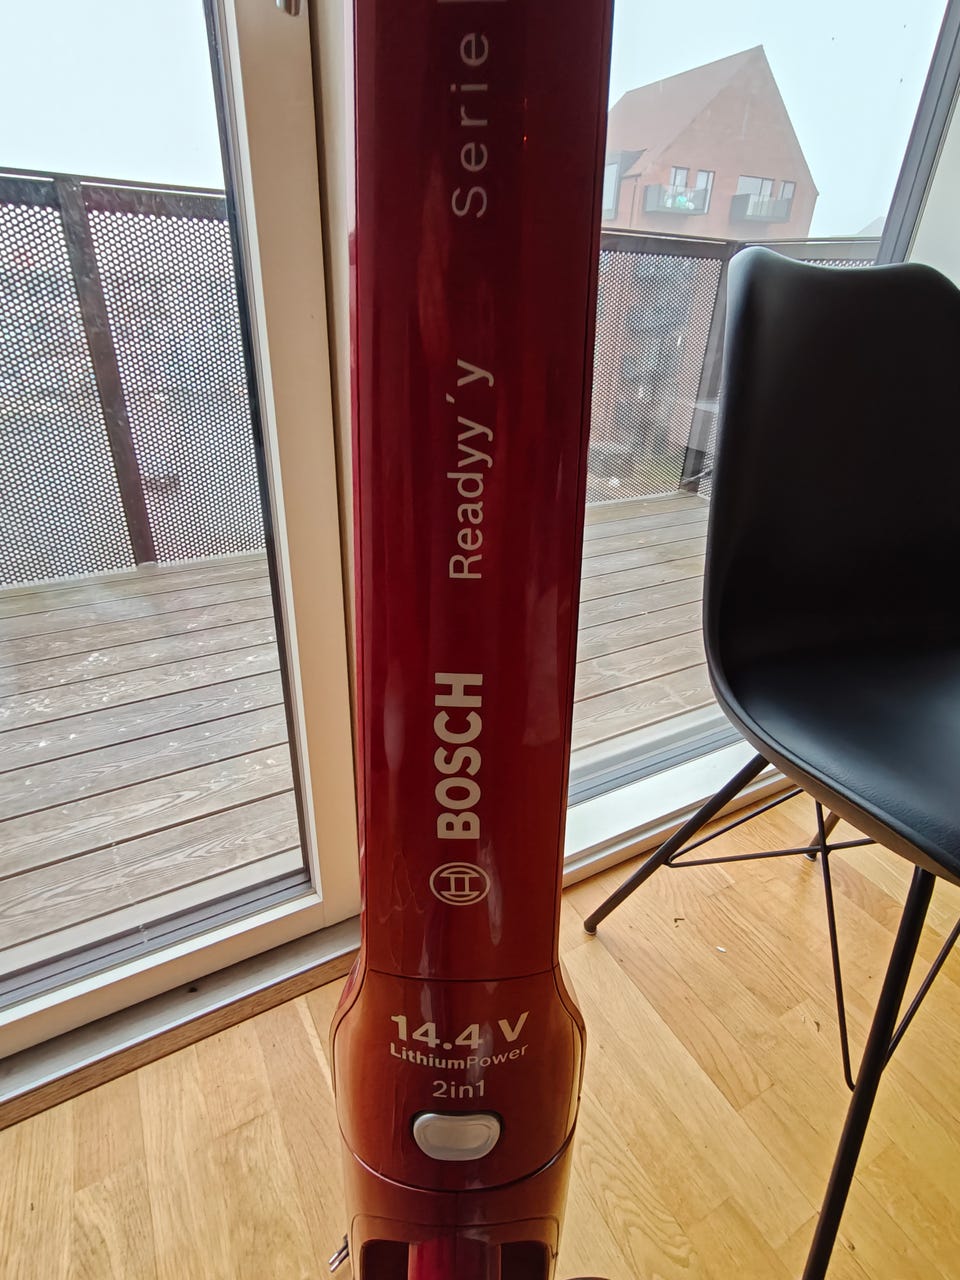 BOSCH Readyy´y Serie
14.4 V
LithiumPower
2in1